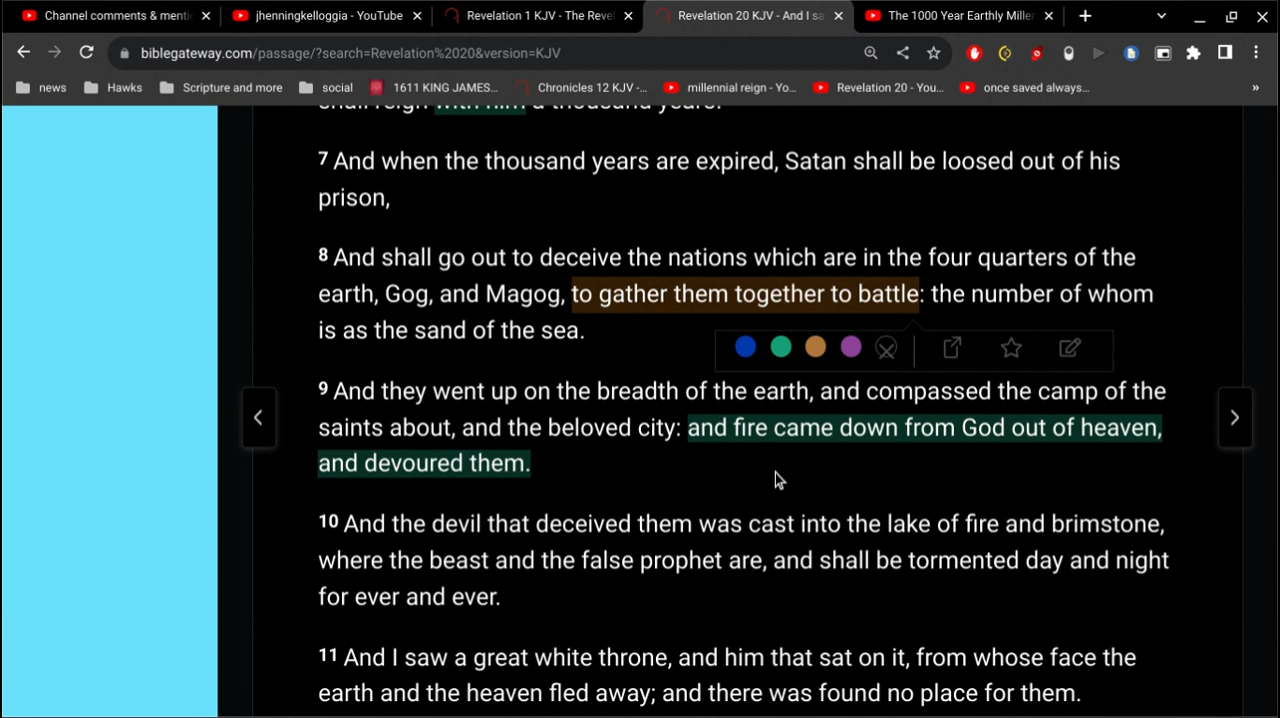 Channel comments & menti
jhenningkelloggia - YouTube
Revelation 1 KJV - The Revel
Revelation 20 KJV - And I sa
The 1000 Year Earthly Millen
biblegateway.com/passage/?search=Revelation%2020&version=KJV
news
Hawks
Scripture and more
social
1611 KING JAMES...
Chronicles 12 KJV -...
millennial reign - Yo...
Revelation 20 - You...
once saved always...
»
shall reign with him a thousand years.
7 And when the thousand years are expired, Satan shall be loosed out of his
prison,
8 And shall go out to deceive the nations which are in the four quarters of the
earth, Gog, and Magog, to gather them together to battle: the number of whom
is as the sand of the sea.
9 And they went up on the breadth of the earth, and compassed the camp of the
saints about, and the beloved city: and fire came down from God out of heaven,
and devoured them.
10 And the devil that deceived them was cast into the lake of fire and brimstone,
where the beast and the false prophet are, and shall be tormented day and night
for ever and ever.
11 And I saw a great white throne, and him that sat on it, from whose face the
earth and the heaven fled away; and there was found no place for them.